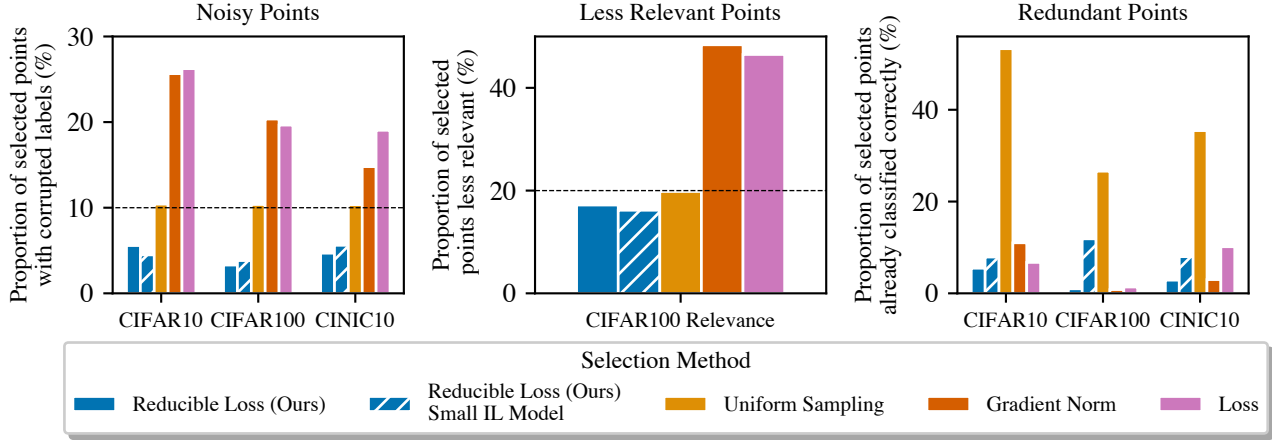 Noisy Points
Proportion of selected points
with corrupted labels (%)
30
20
10
0
CIFAR10 CIFAR100 CINIC10
Less Relevant Points
Proportion of selected
points less relevant (%)
40
20
0
CIFAR100 Relevance
Redundant Points
Proportion of selected points
already classified correctly (%)
40
20
0
CIFAR10 CIFAR100 CINIC10
Selection Method
Reducible Loss (Ours)
Reducible Loss (Ours)
Small IL Model
Uniform Sampling
Gradient Norm
Loss